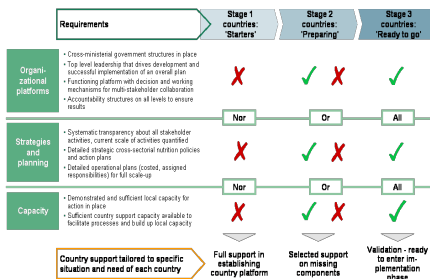 Requirements
Stage 1
countries:
'Starters'
Stage 2
countries:
'Preparing'
Stage 3
countries:
'Ready to go'
Organi-
zational
platforms
• Cross-ministerial government structures in place
• Top level leadership that drives development and
successful implementation of an overall plan
• Functioning platform with decision and working
mechanisms for multi-stakeholder collaboration
• Accountability structures on all levels to ensure
results
Nor
Or
All
Strategies
and
planning
• Systematic transparency about all stakeholder
activities, current scale of activities quantified
• Detailed strategic cross-sectorial nutrition policies
and action plans
• Detailed operational plans (costed, assigned
responsibilities) for full scale-up
Nor
Or
All
Capacity
• Demonstrated and sufficient local capacity for
action in place
• Sufficient country support capacity available to
facilitate processes and build up local capacity
Country support tailored to specific
situation and need of each country
Full support in
establishing
country platform
Selected support
on missing
components
Validation - ready
to enter im-
plementation
phase